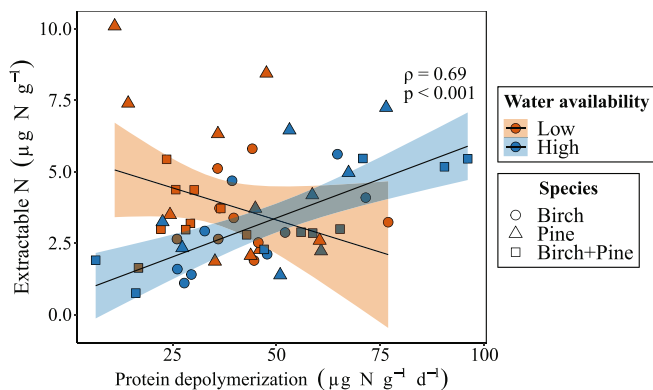 10.0
7.5
5.0
2.5
0.0
Extractable N (μg N g⁻¹)
ρ = 0.69
p < 0.001
25
50
75
100
Protein depolymerization (μg N g⁻¹ d⁻¹)
Water availability
Low
High
Species
Birch
Pine
Birch+Pine